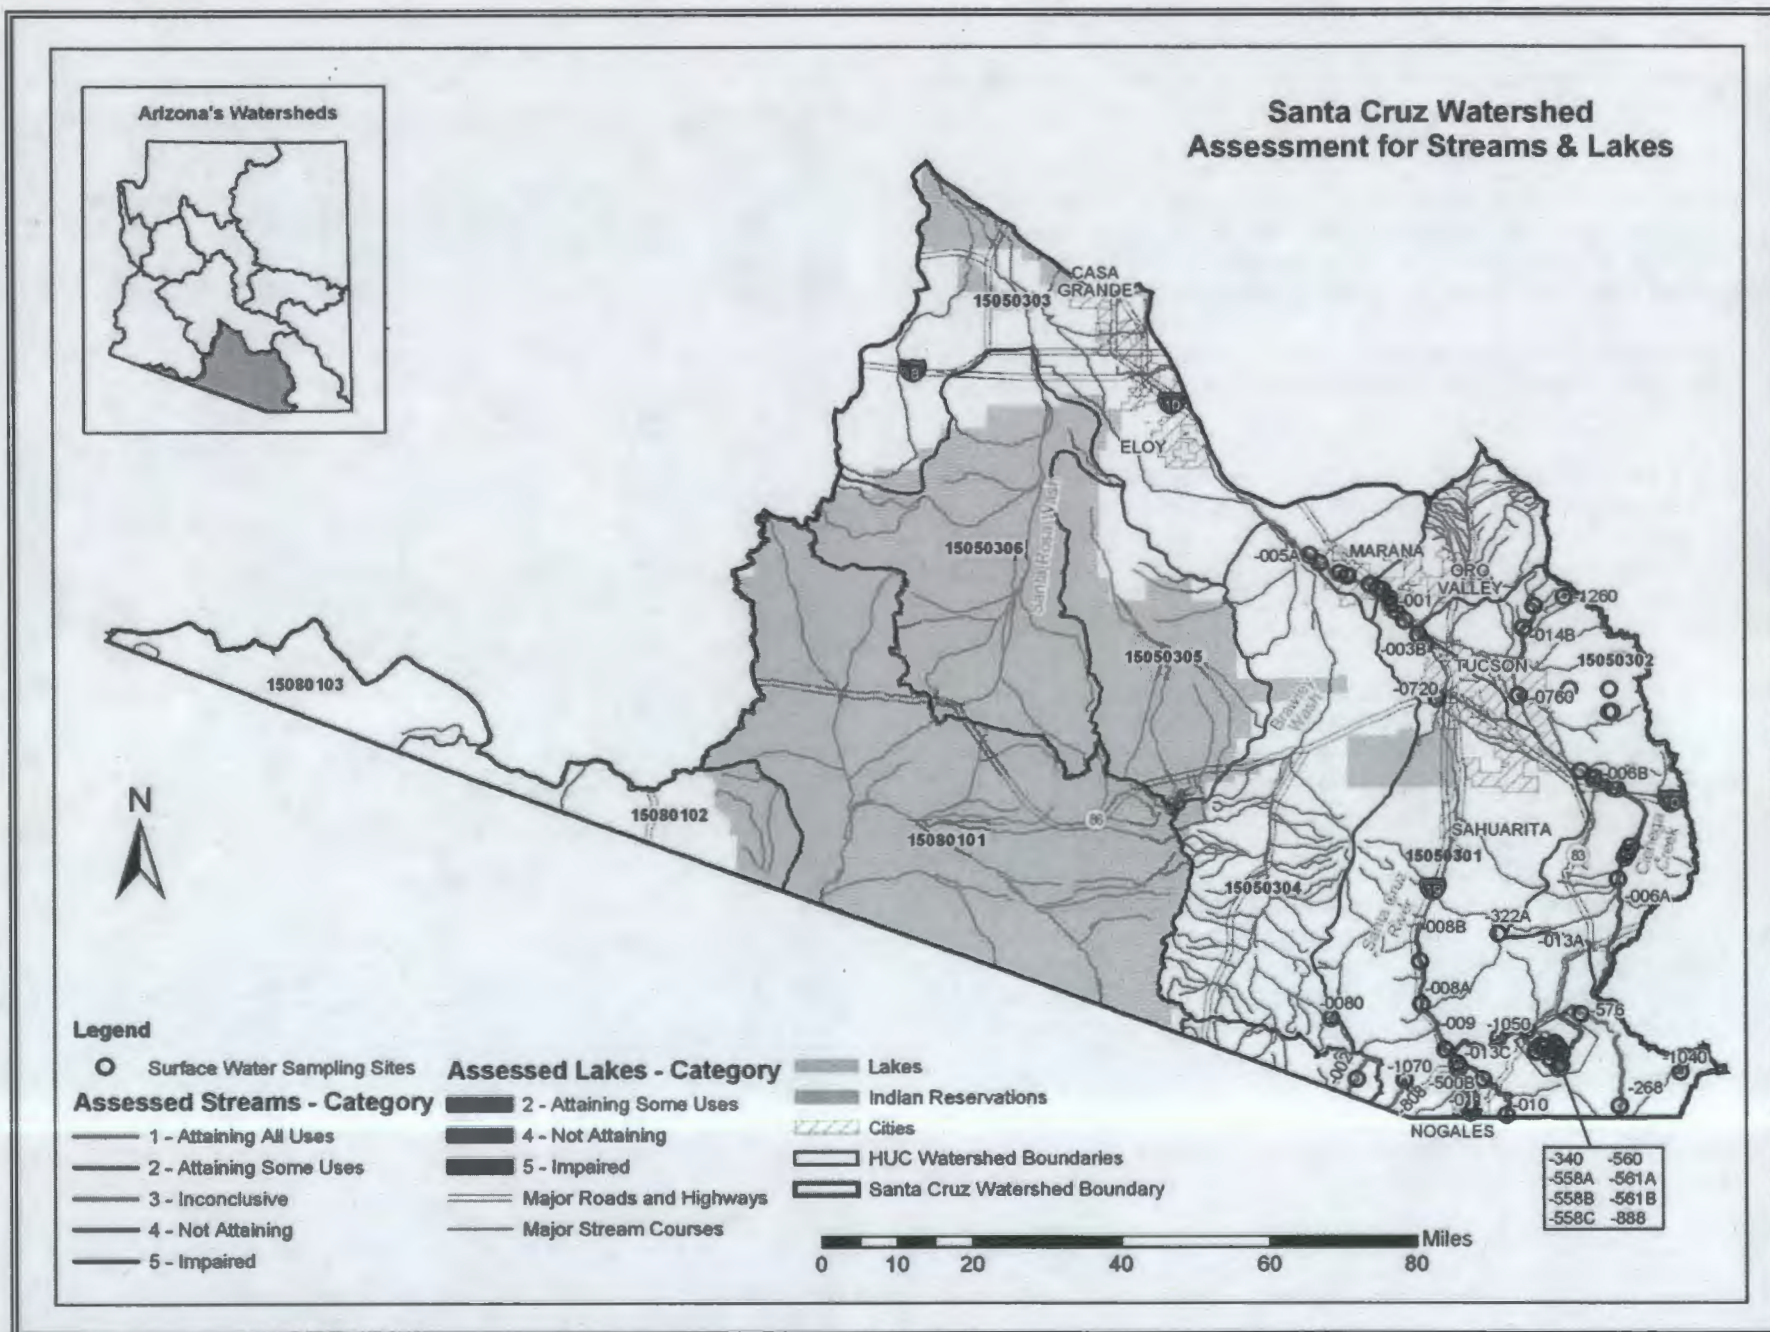 Arizona's Watersheds
Santa Cruz Watershed
Assessment for Streams & Lakes
CASA
GRANDE
15050303
8
10
ELOY
15050306
Santa Rosa Wash
-005A
MARANA
ORO
VALLEY
-001
-1260
-014B
-003B
TUCSON
15050302
15050305
15080103
-0720
-0760
Brawley
Wash
-006B
10
N
15080102
15080101
86
SAHUARITA
15050301
83
Cienega
Creek
15050304
19
-006A
Santa Cruz
River
-322A
-008B
-013A
-008A
-0080
-009
-1050
-576
-013C
-1040
-002
-1070
-500B
-808
-011
-010
-268
NOGALES
-340 -560
-558A -561A
-558B -561B
-558C -888
Legend
Surface Water Sampling Sites
Assessed Streams - Category
1 - Attaining All Uses
2 - Attaining Some Uses
3 - Inconclusive
4 - Not Attaining
5 - Impaired
Assessed Lakes - Category
2 - Attaining Some Uses
4 - Not Attaining
5 - Impaired
Major Roads and Highways
Major Stream Courses
Lakes
Indian Reservations
Cities
HUC Watershed Boundaries
Santa Cruz Watershed Boundary
Miles
0 10 20 40 60 80